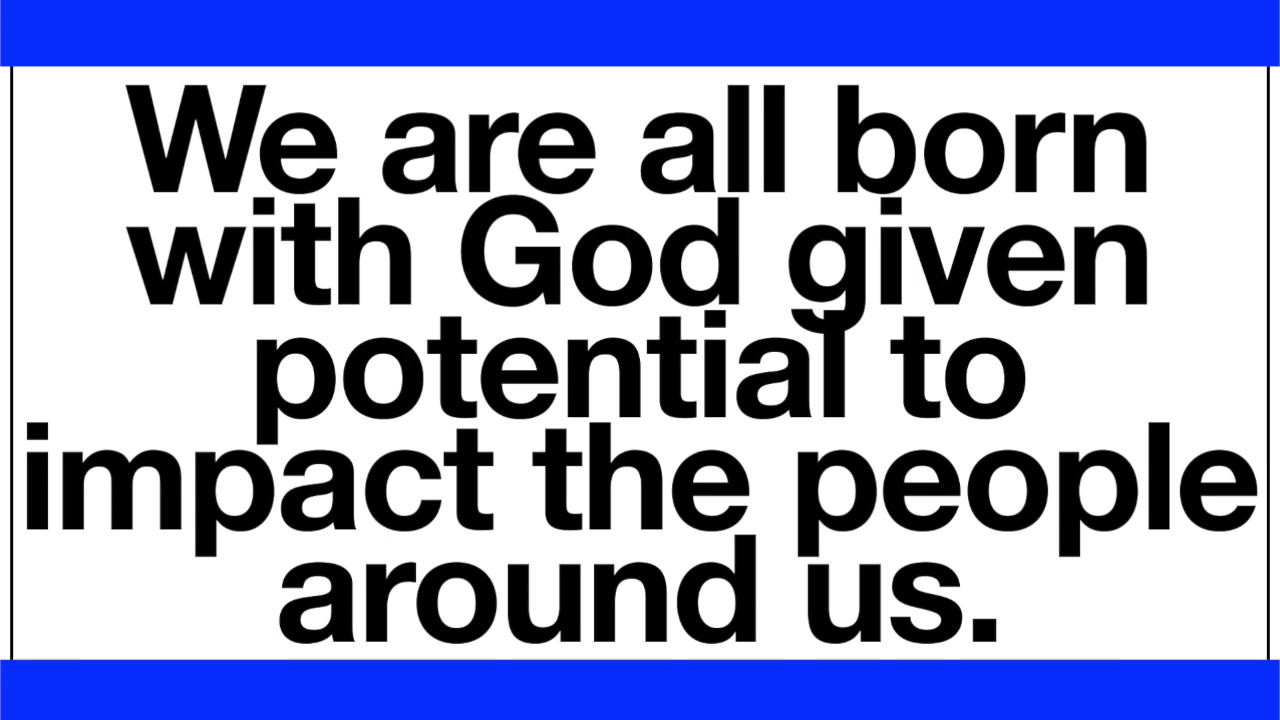 We are all born
with God given
potential to
impact the people
around us.